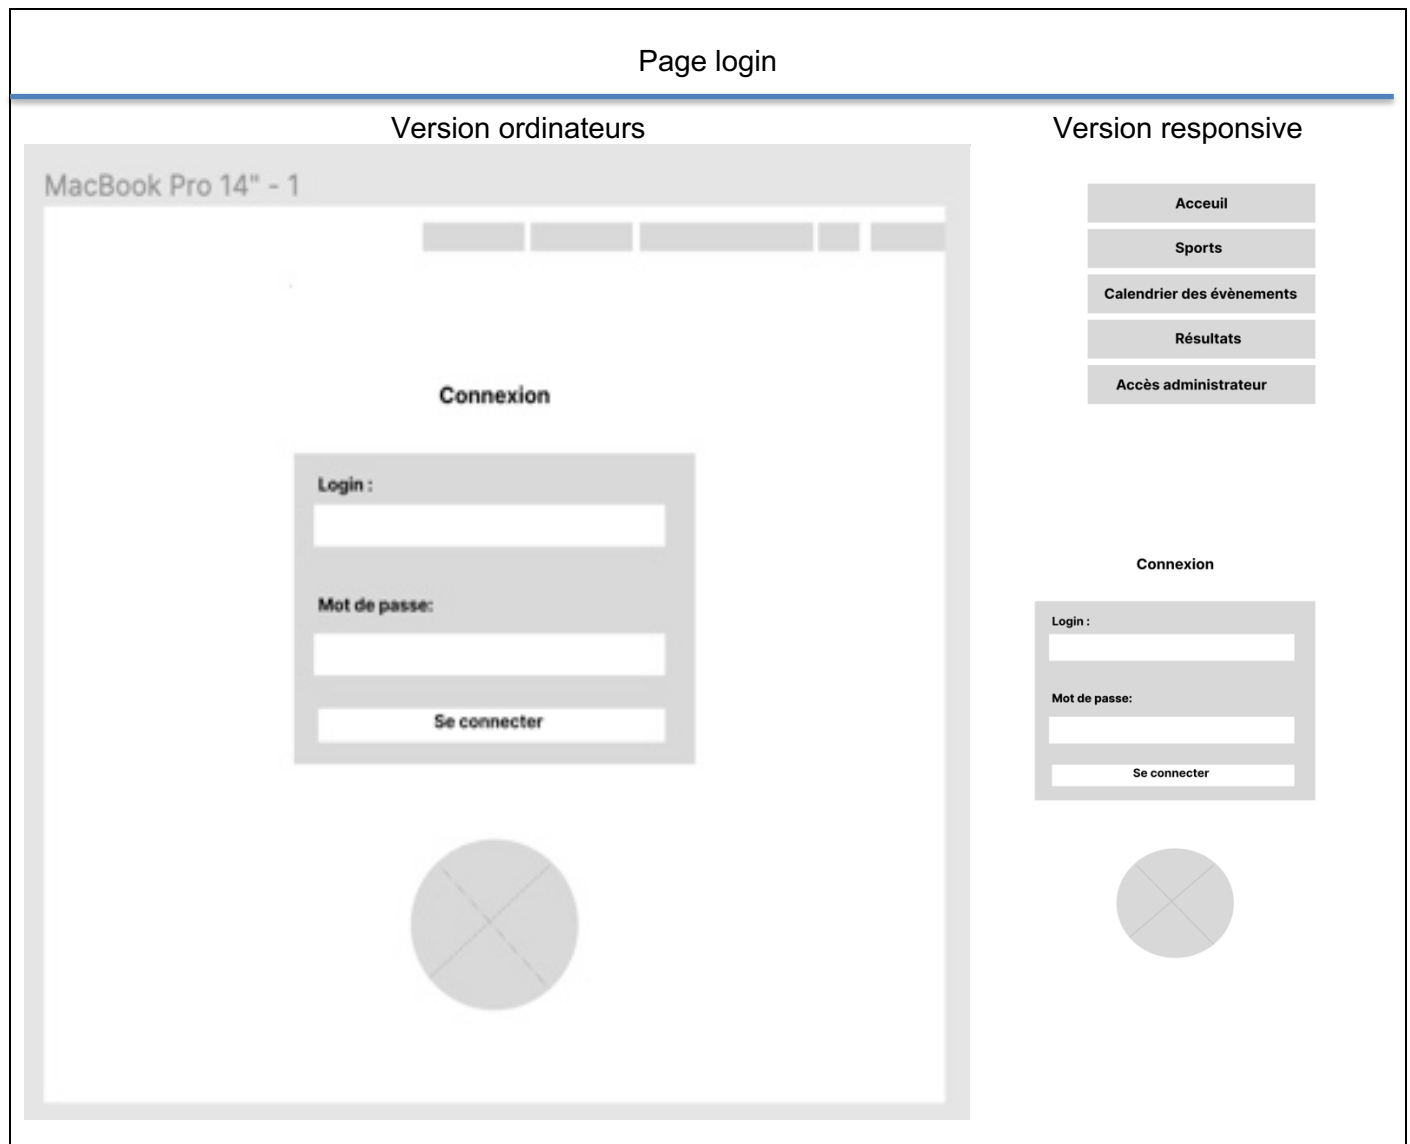 Page login
Version ordinateurs
MacBook Pro 14" - 1
Connexion
Login :
Mot de passe:
Se connecter
Version responsive
Acceuil
Sports
Calendrier des évènements
Résultats
Accès administrateur
Connexion
Login :
Mot de passe:
Se connecter